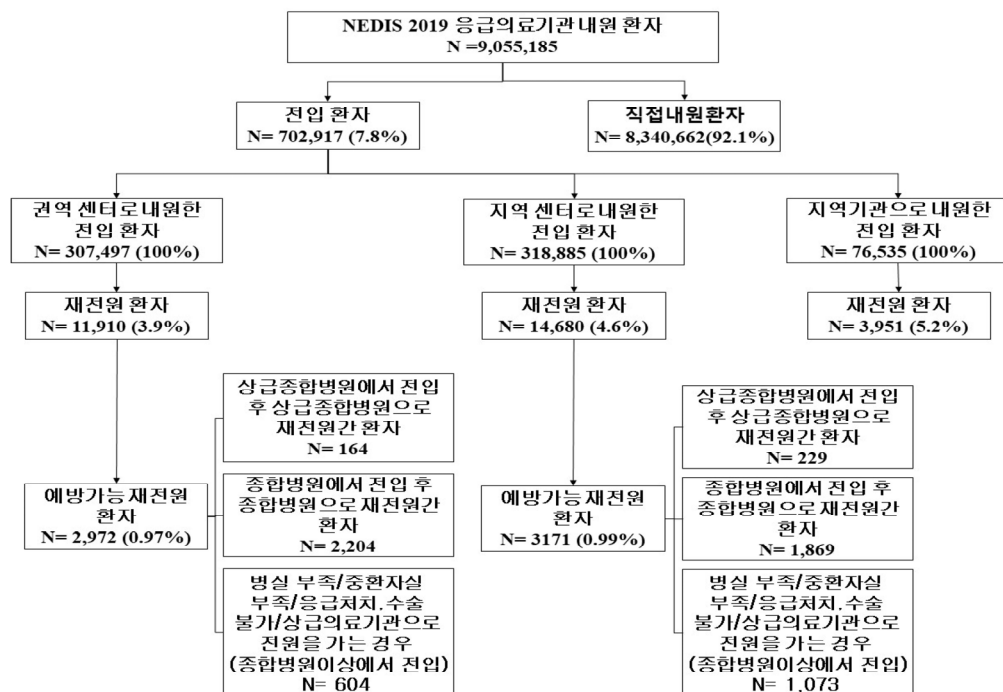 NEDIS 2019 응급의료기관 내원 환자
N =9,055,185
전입 환자
N= 702,917 (7.8%)
직접내원환자
N= 8,340,662(92.1%)
권역 센터로 내원한
전입 환자
N= 307,497 (100%)
지역 센터로 내원한
전입 환자
N= 318,885 (100%)
지역기관으로 내원한
전입 환자
N= 76,535 (100%)
재전원 환자
N= 11,910 (3.9%)
재전원 환자
N= 14,680 (4.6%)
재전원 환자
N= 3,951 (5.2%)
예방가능 재전원
환자
N= 2,972 (0.97%)
상급종합병원에서 전입
후 상급종합병원으로
재전원간 환자
N= 164
종합병원에서 전입 후
종합병원으로 재전원간
환자
N= 2,204
병실 부족/중환자실
부족/응급처치.수술
불가/상급의료기관으로
전원을 가는 경우
(종합병원이상에서 전입)
N= 604
예방가능 재전원
환자
N= 3171 (0.99%)
상급종합병원에서 전입
후 상급종합병원으로
재전원간 환자
N= 229
종합병원에서 전입 후
종합병원으로 재전원간
환자
N= 1,869
병실 부족/중환자실
부족/응급처치.수술
불가/상급의료기관으로
전원을 가는 경우
(종합병원이상에서 전입)
N= 1,073